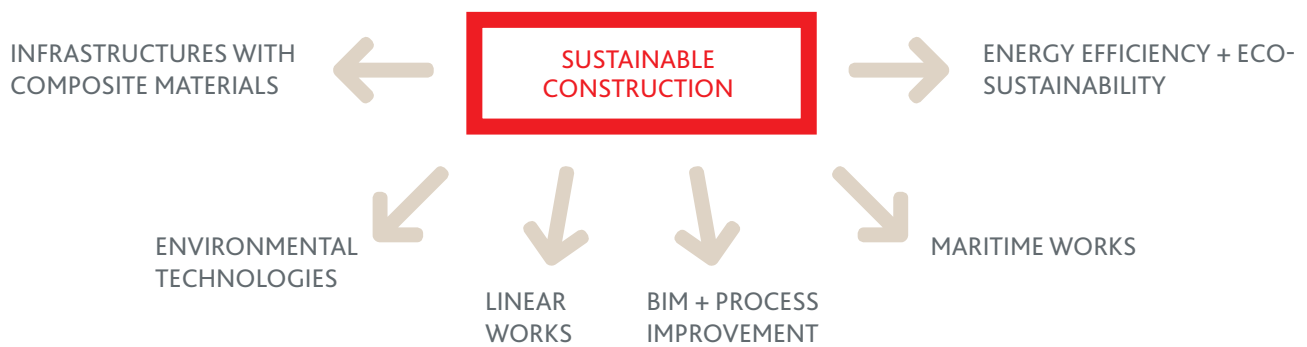 SUSTAINABLE
CONSTRUCTION
INFRASTRUCTURES WITH
COMPOSITE MATERIALS
ENERGY EFFICIENCY + ECO-
SUSTAINABILITY
ENVIRONMENTAL
TECHNOLOGIES
LINEAR
WORKS
BIM + PROCESS
IMPROVEMENT
MARITIME WORKS